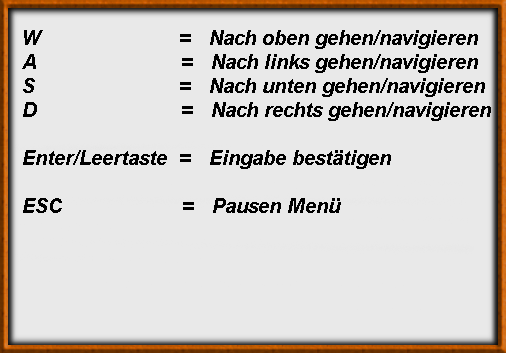 W = Nach oben gehen/navigieren
A = Nach links gehen/navigieren
S = Nach unten gehen/navigieren
D = Nach rechts gehen/navigieren
Enter/Leertaste = Eingabe bestätigen
ESC = Pausen Menü